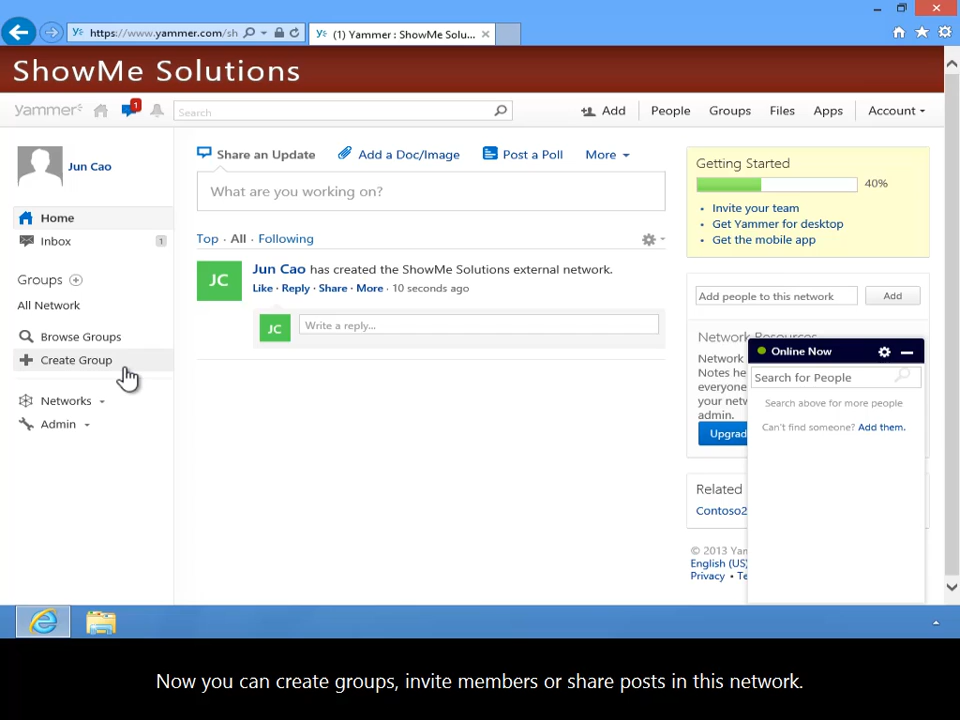 https://www.yammer.com/sh
(1) Yammer : ShowMe Solu...
ShowMe Solutions
yammer
1
Search
Add
People
Groups
Files
Apps
Account
Jun Cao
Home
Inbox
1
Groups
All Network
Browse Groups
Create Group
Networks
Admin
Share an Update
Add a Doc/Image
Post a Poll
More
What are you working on?
Top · All · Following
JC
Jun Cao has created the ShowMe Solutions external network.
Like · Reply · Share · More · 10 seconds ago
JC
Write a reply...
Getting Started
40%
Invite your team
Get Yammer for desktop
Get the mobile app
Add people to this network
Add
Network Resources
Network
Notes he
everyone
your netw
admin.
Upgrad
Related
Contoso2
© 2013 Yam
English (US)
Privacy • Te
Online Now
Search for People
Search above for more people
Can't find someone? Add them.
Now you can create groups, invite members or share posts in this network.